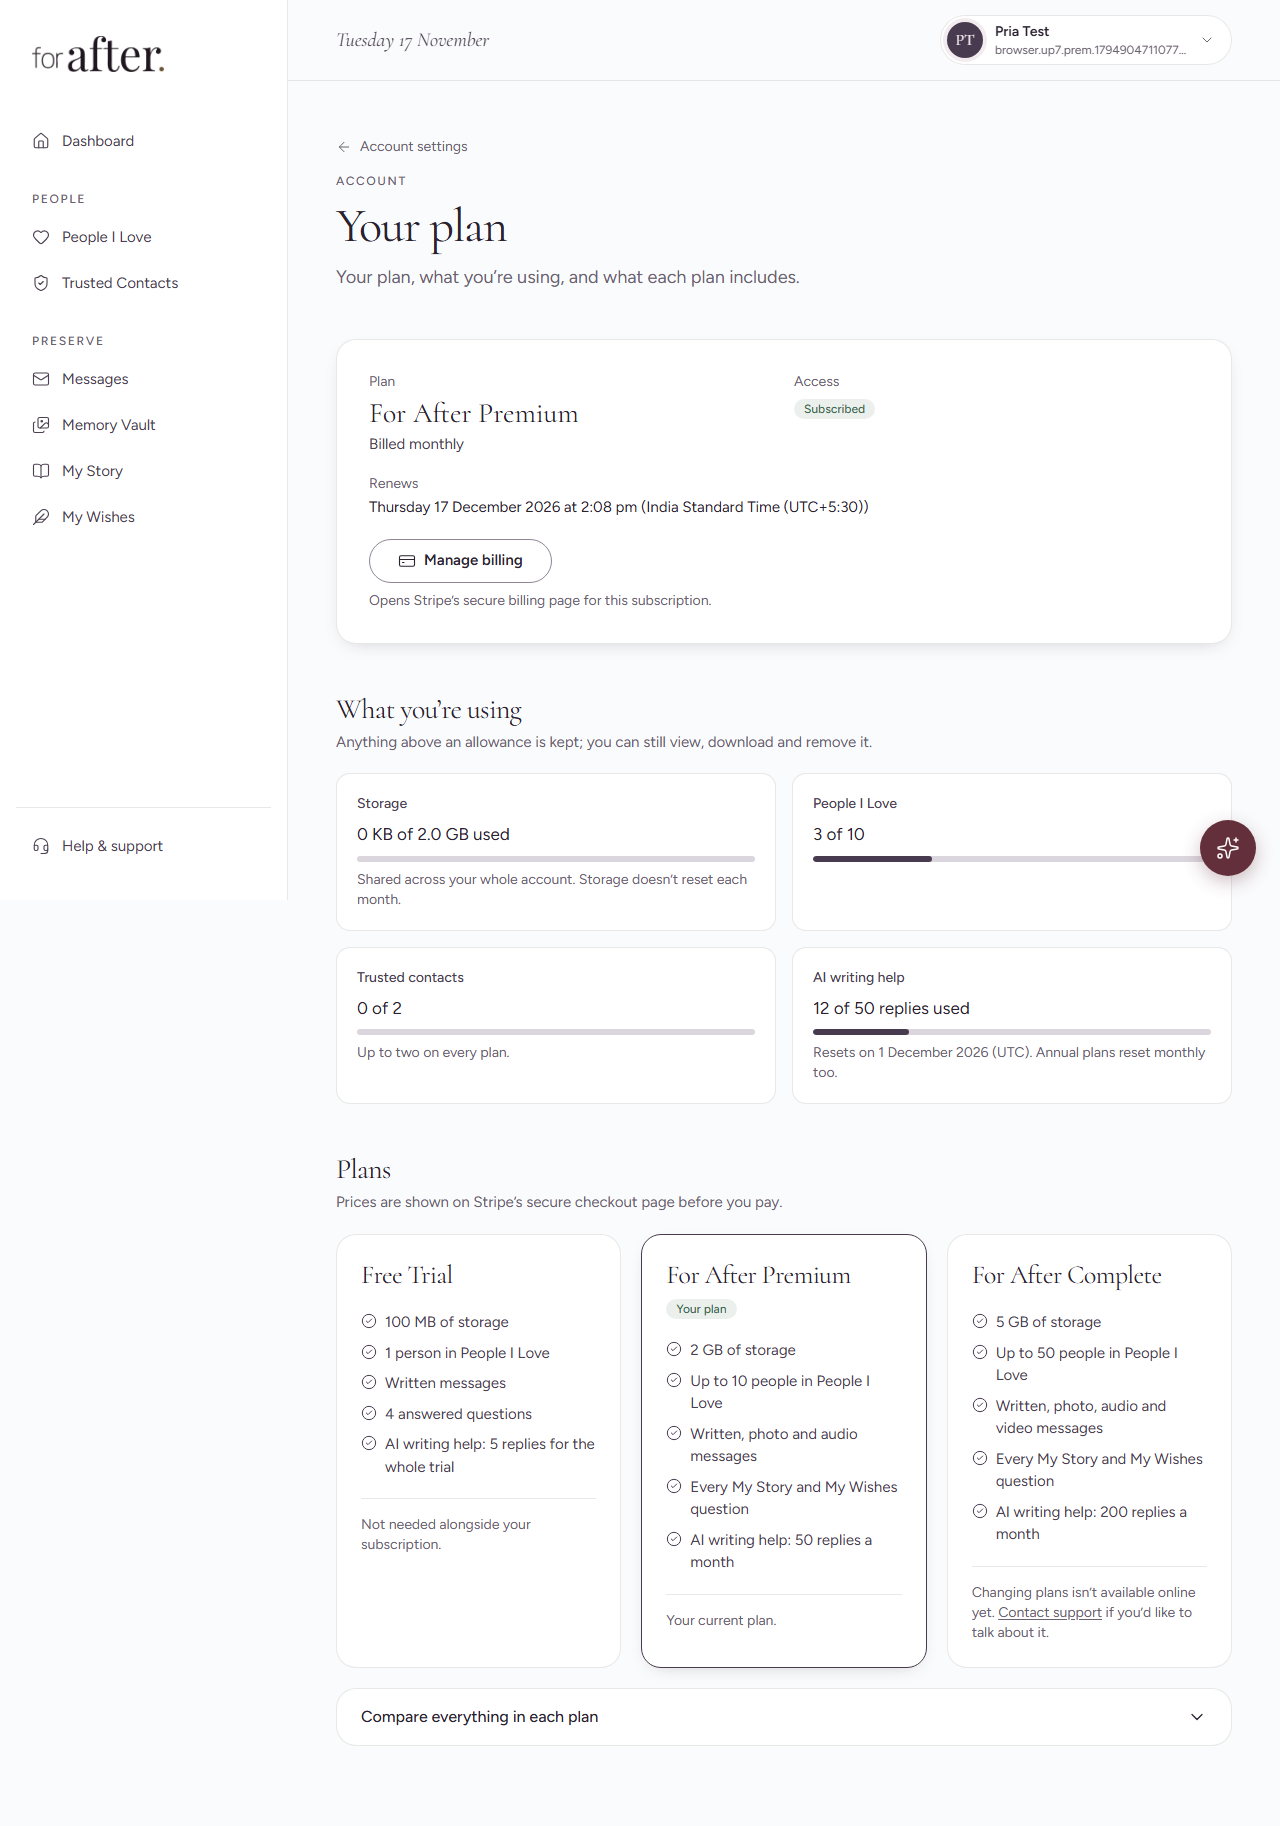 for after.
Tuesday 17 November
PT
Pria Test
browser.up7.prem.1794904711077...
Dashboard
PEOPLE
People I Love
Trusted Contacts
PRESERVE
Messages
Memory Vault
My Story
My Wishes
Help & support
Account settings
ACCOUNT
Your plan
Your plan, what you’re using, and what each plan includes.
Plan
For After Premium
Billed monthly
Access
Subscribed
Renews
Thursday 17 December 2026 at 2:08 pm (India Standard Time (UTC+5:30))
Manage billing
Opens Stripe’s secure billing page for this subscription.
What you’re using
Anything above an allowance is kept; you can still view, download and remove it.
Storage
0 KB of 2.0 GB used
Shared across your whole account. Storage doesn’t reset each
month.
People I Love
3 of 10
Trusted contacts
0 of 2
Up to two on every plan.
AI writing help
12 of 50 replies used
Resets on 1 December 2026 (UTC). Annual plans reset monthly
too.
Plans
Prices are shown on Stripe’s secure checkout page before you pay.
Free Trial
100 MB of storage
1 person in People I Love
Written messages
4 answered questions
AI writing help: 5 replies for the
whole trial
Not needed alongside your
subscription.
For After Premium
Your plan
2 GB of storage
Up to 10 people in People I
Love
Written, photo and audio
messages
Every My Story and My Wishes
question
AI writing help: 50 replies a
month
Your current plan.
For After Complete
5 GB of storage
Up to 50 people in People I
Love
Written, photo, audio and
video messages
Every My Story and My Wishes
question
AI writing help: 200 replies a
month
Changing plans isn’t available online
yet. Contact support if you’d like to
talk about it.
Compare everything in each plan